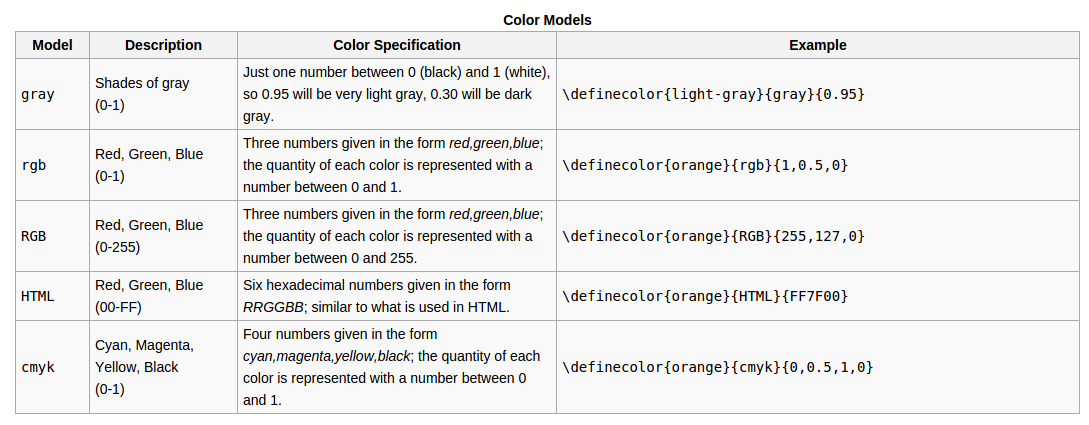 Color Models
Model Description Color Specification Example
gray
Shades of gray
(0-1)
Just one number between 0 (black) and 1 (white),
so 0.95 will be very light gray, 0.30 will be dark
gray.
\definecolor{light-gray}{gray}{0.95}
rgb
Red, Green, Blue
(0-1)
Three numbers given in the form red,green,blue;
the quantity of each color is represented with a
number between 0 and 1.
\definecolor{orange}{rgb}{1,0.5,0}
RGB
Red, Green, Blue
(0-255)
Three numbers given in the form red,green,blue;
the quantity of each color is represented with a
number between 0 and 255.
\definecolor{orange}{RGB}{255,127,0}
HTML
Red, Green, Blue
(00-FF)
Six hexadecimal numbers given in the form
RRGGBB; similar to what is used in HTML.
\definecolor{orange}{HTML}{FF7F00}
cmyk
Cyan, Magenta,
Yellow, Black
(0-1)
Four numbers given in the form
cyan,magenta,yellow,black; the quantity of each
color is represented with a number between 0
and 1.
\definecolor{orange}{cmyk}{0,0.5,1,0}